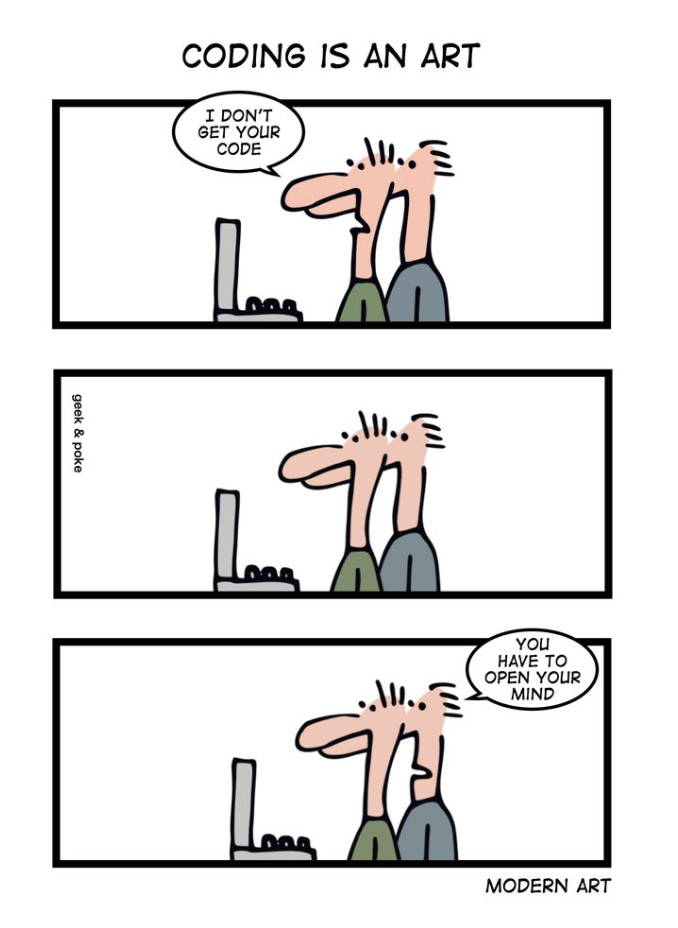 CODING IS AN ART
I DON'T
GET YOUR
CODE
geek & poke
YOU
HAVE TO
OPEN YOUR
MIND
MODERN ART